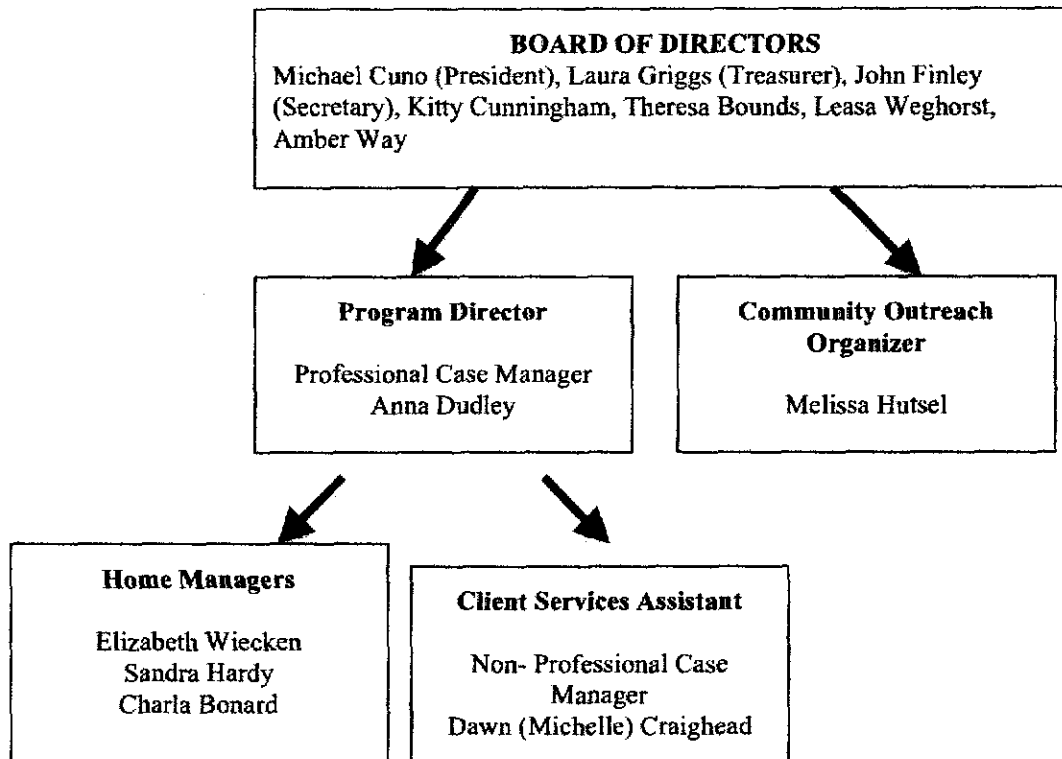 BOARD OF DIRECTORS
Michael Cuno (President), Laura Griggs (Treasurer), John Finley
(Secretary), Kitty Cunningham, Theresa Bounds, Leasa Weghorst,
Amber Way
Program Director
Professional Case Manager
Anna Dudley
Community Outreach
Organizer
Melissa Hutsel
Home Managers
Elizabeth Wiecken
Sandra Hardy
Charla Bonard
Client Services Assistant
Non- Professional Case
Manager
Dawn (Michelle) Craighead